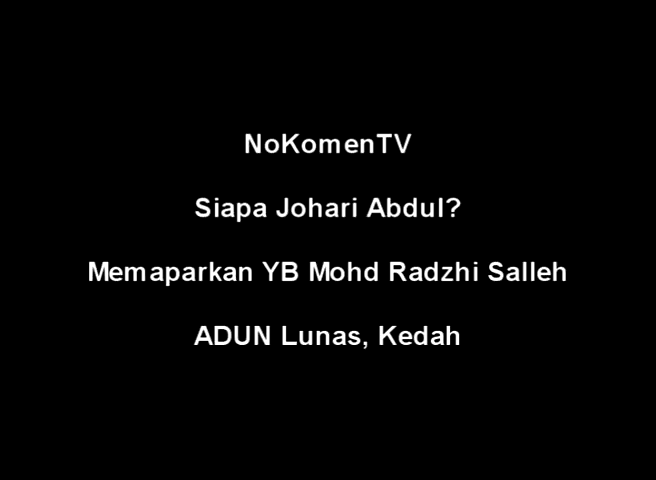 NoKomenTV
Siapa Johari Abdul?
Memaparkan YB Mohd Radzhi Salleh
ADUN Lunas, Kedah